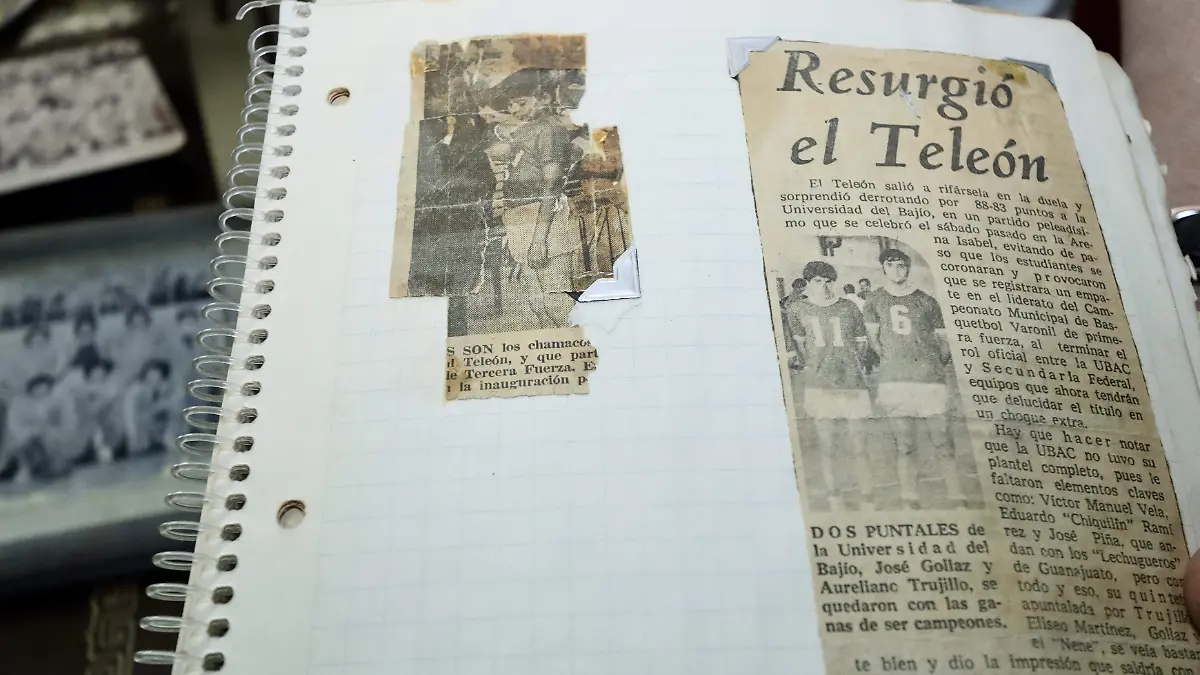 S SON los chamacos
l Teleón, y que part
e Tercera Fuerza. E
la inauguración p
Resurgió
el Teleón
El Teleón salió a rifársela en la duela y
sorprendió derrotando por 88-83 puntos a la
Universidad del Bajío, en un partido peleadísi-
mo que se celebró el sábado pasado en la Are-
na Isabel, evitando de pa-
so que los estudiantes se
coronaran y provocaron
que se registrara un empa-
te en el liderato del Cam-
peonato Municipal de Bas-
quetbol Varonil de prime-
ra fuerza, al terminar el
rol oficial entre la UBAC
y Secundaria Federal,
equipos que ahora tendrán
que delucidar el título en
un choque extra.
Hay que hacer notar
que la UBAC no tuvo su
plantel completo, pues le
faltaron elementos claves
como: Víctor Manuel Vela,
Eduardo "Chiquilín" Ramí
rez y José Piña, que an-
dan con los "Lechugueros"
de Guanajuato, pero con
todo y eso, su quintet
apuntalada por Trujill
Eliseo Martínez, Gollaz
el "Nene", se veía basta
te bien y dio la impresión que saldría con
11
6
DOS PUNTALES de
la Universidad del
Bajío, José Gollaz y
Aureliano Trujillo, se
quedaron con las ga-
nas de ser campeones.